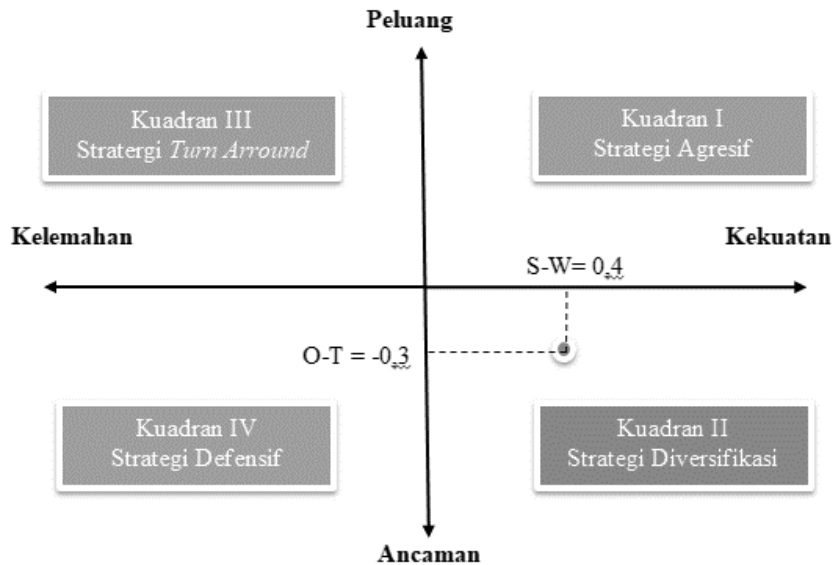 Peluang
Kuadran III
Stratergi Turn Arround
Kuadran I
Strategi Agresif
Kelemahan
Kekuatan
S-W= 0,4
O-T = -0,3
Kuadran IV
Strategi Defensif
Kuadran II
Strategi Diversifikasi
Ancaman